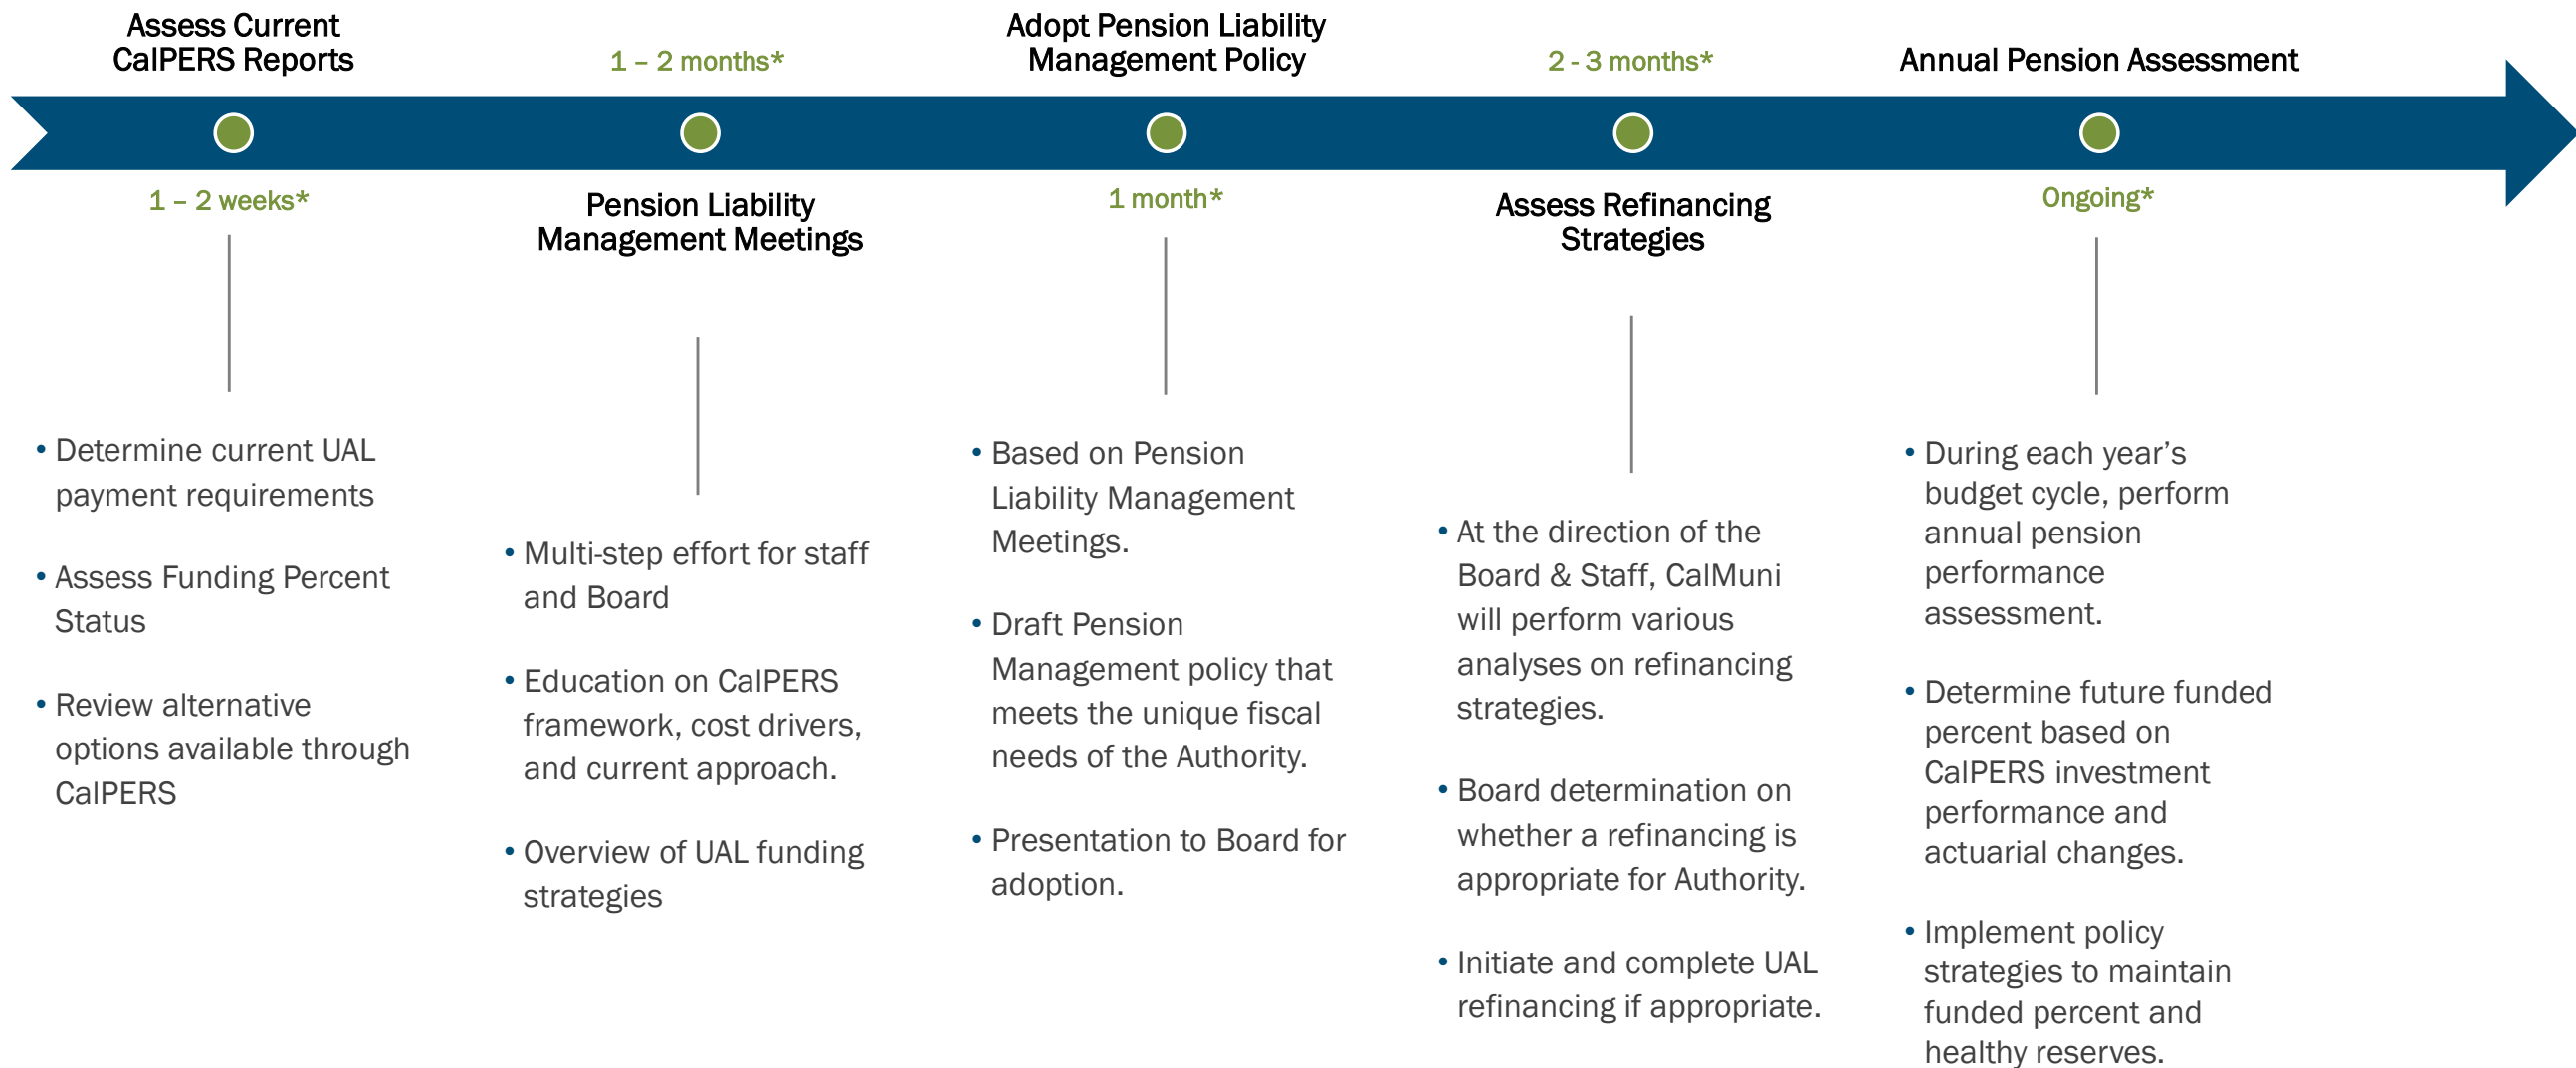 Assess Current
CalPERS Reports
1 – 2 weeks*
• Determine current UAL
payment requirements
• Assess Funding Percent
Status
• Review alternative
options available through
CalPERS
1 – 2 months*
Pension Liability
Management Meetings
• Multi-step effort for staff
and Board
• Education on CalPERS
framework, cost drivers,
and current approach.
• Overview of UAL funding
strategies
Adopt Pension Liability
Management Policy
1 month*
• Based on Pension
Liability Management
Meetings.
• Draft Pension
Management policy that
meets the unique fiscal
needs of the Authority.
• Presentation to Board for
adoption.
2 - 3 months*
Assess Refinancing
Strategies
• At the direction of the
Board & Staff, CalMuni
will perform various
analyses on refinancing
strategies.
• Board determination on
whether a refinancing is
appropriate for Authority.
• Initiate and complete UAL
refinancing if appropriate.
Annual Pension Assessment
Ongoing*
• During each year’s
budget cycle, perform
annual pension
performance
assessment.
• Determine future funded
percent based on
CalPERS investment
performance and
actuarial changes.
• Implement policy
strategies to maintain
funded percent and
healthy reserves.